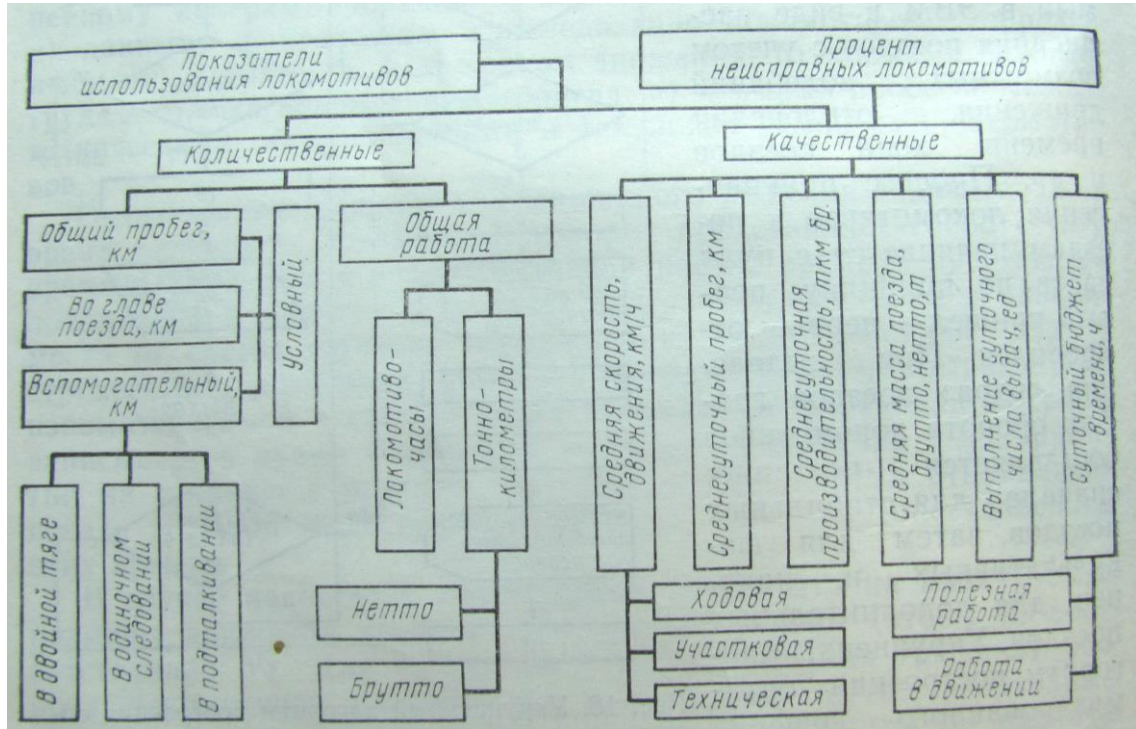 Показатели
использования локомотивов
Процент
неисправных локомотивов
Количественные
Качественные
Общий пробег,
км
Во главе
поезда, км
Вспомогательный,
км
Условный
Общая
работа
Локомотиво-
часы
Тонно-
километры
В двойной тяге
В одиночном
следовании
В подталкивании
Нетто
Брутто
Средняя скорость,
движения, км/ч
Среднесуточный пробег, км
Среднесуточная
производительность, ткм бр.
Средняя масса поезда,
брутто, нетто, т
Выполнение суточного
числа выдач, ед
Суточный бюджет
времени, ч
Ходовая
Участковая
Техническая
Полезная
работа
Работа
в движении